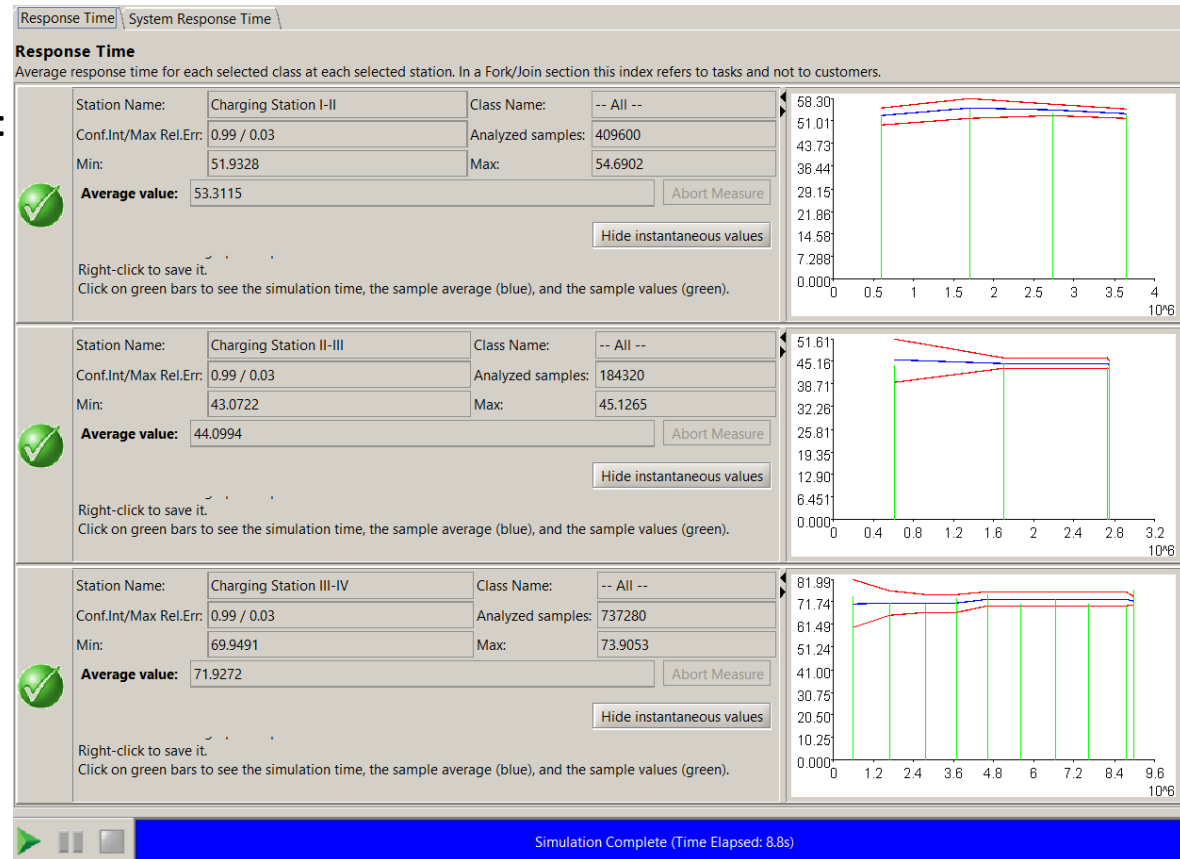 Response Time System Response Time
Response Time
Average response time for each selected class at each selected station. In a Fork/Join section this index refers to tasks and not to customers.
:
Station Name: Charging Station I-II Class Name: -- All --
Conf.Int/Max Rel.Err: 0.99 / 0.03 Analyzed samples: 409600
Min: 51.9328 Max: 54.6902
Average value: 53.3115 Abort Measure
Hide instantaneous values
Right-click to save it.
Click on green bars to see the simulation time, the sample average (blue), and the sample values (green).
58.30
51.01
43.73
36.44
29.15
21.86
14.58
7.288
0.000
0 0.5 1 1.5 2 2.5 3 3.5 4
10^6
Station Name: Charging Station II-III Class Name: -- All --
Conf.Int/Max Rel.Err: 0.99 / 0.03 Analyzed samples: 184320
Min: 43.0722 Max: 45.1265
Average value: 44.0994 Abort Measure
Hide instantaneous values
Right-click to save it.
Click on green bars to see the simulation time, the sample average (blue), and the sample values (green).
51.61
45.16
38.71
32.26
25.81
19.35
12.90
6.451
0.000
0 0.4 0.8 1.2 1.6 2 2.4 2.8 3.2
10^6
Station Name: Charging Station III-IV Class Name: -- All --
Conf.Int/Max Rel.Err: 0.99 / 0.03 Analyzed samples: 737280
Min: 69.9491 Max: 73.9053
Average value: 71.9272 Abort Measure
Hide instantaneous values
Right-click to save it.
Click on green bars to see the simulation time, the sample average (blue), and the sample values (green).
81.99
71.74
61.49
51.24
41.00
30.75
20.50
10.25
0.000
0 1.2 2.4 3.6 4.8 6 7.2 8.4 9.6
10^6
Simulation Complete (Time Elapsed: 8.8s)